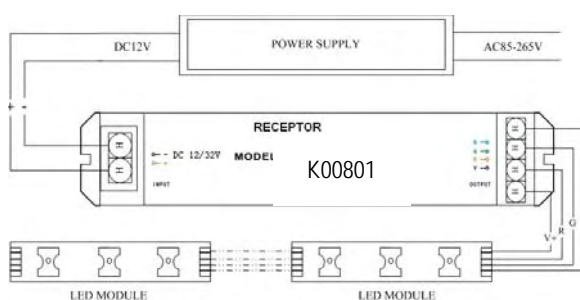 DC12V
POWER SUPPLY
AC85-265V
+ -
RECEPTOR
DC 12/32V
MODEL
K00801
INPUT
OUTPUT
V+
R
G
LED MODULE
LED MODULE